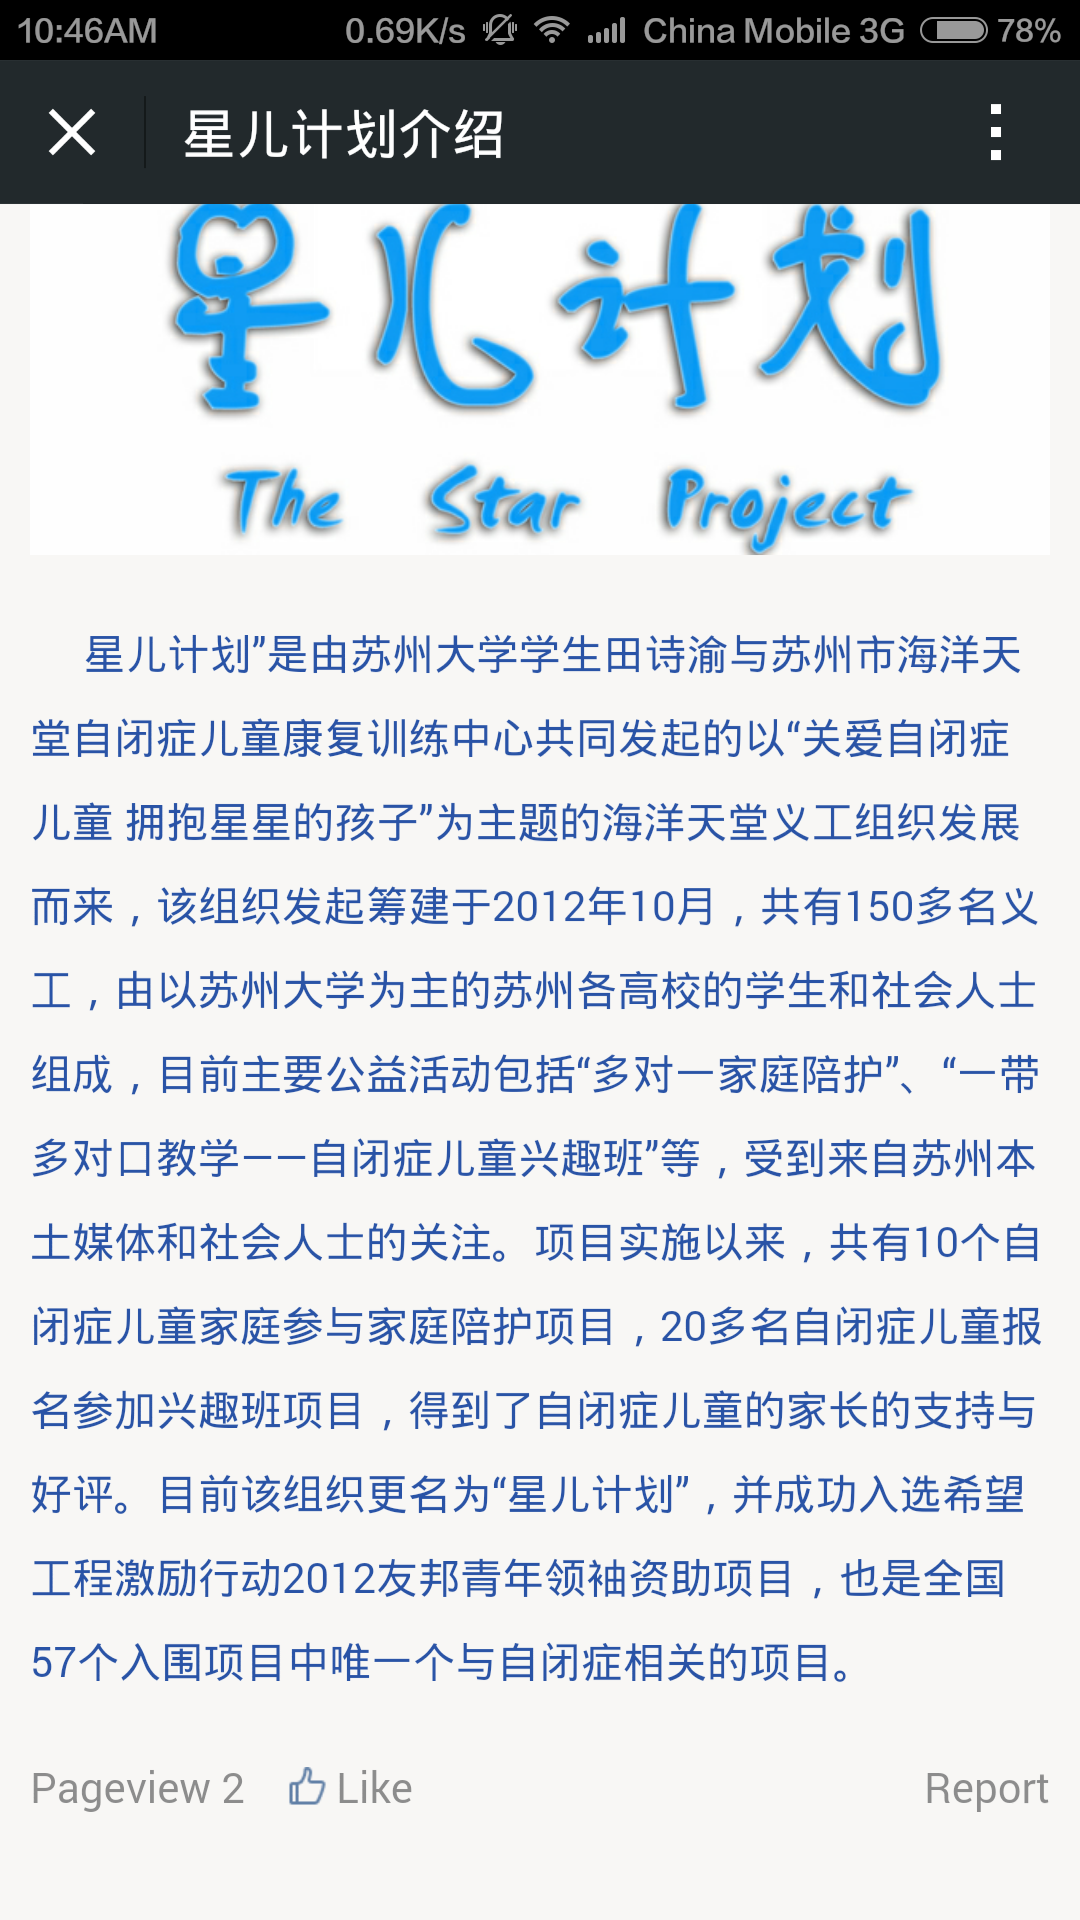 10:46AM 0.69K/s China Mobile 3G 78%
星儿计划介绍
星儿计划
The Star Project
星儿计划”是由苏州大学学生田诗渝与苏州市海洋天
堂自闭症儿童康复训练中心共同发起的以“关爱自闭症
儿童 拥抱星星的孩子”为主题的海洋天堂义工组织发展
而来，该组织发起筹建于2012年10月，共有150多名义
工，由以苏州大学为主的苏州各高校的学生和社会人士
组成，目前主要公益活动包括“多对一家庭陪护”、“一带
多对口教学——自闭症儿童兴趣班”等，受到来自苏州本
土媒体和社会人士的关注。项目实施以来，共有10个自
闭症儿童家庭参与家庭陪护项目，20多名自闭症儿童报
名参加兴趣班项目，得到了自闭症儿童的家长的支持与
好评。目前该组织更名为“星儿计划”，并成功入选希望
工程激励行动2012友邦青年领袖资助项目，也是全国
57个入围项目中唯一个与自闭症相关的项目。
Pageview 2 Like Report